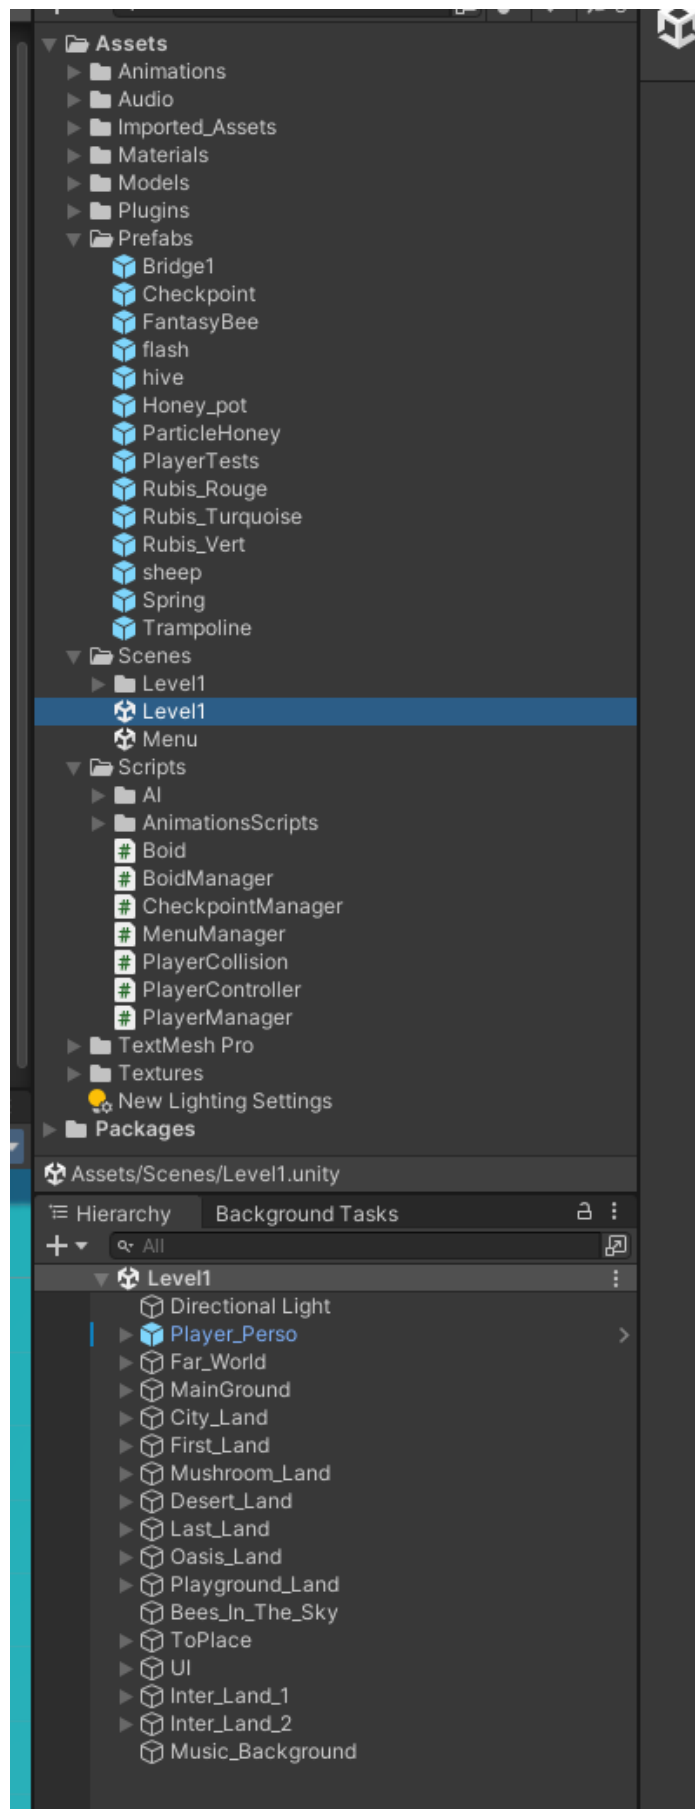 Assets
Animations
Audio
Imported_Assets
Materials
Models
Plugins
Prefabs
Bridge1
Checkpoint
FantasyBee
flash
hive
Honey_pot
ParticleHoney
PlayerTests
Rubis_Rouge
Rubis_Turquoise
Rubis_Vert
sheep
Spring
Trampoline
Scenes
Level1
Level1
Menu
Scripts
AI
AnimationsScripts
# Boid
# BoidManager
# CheckpointManager
# MenuManager
# PlayerCollision
# PlayerController
# PlayerManager
TextMesh Pro
Textures
New Lighting Settings
Packages
Assets/Scenes/Level1.unity
Hierarchy Background Tasks
All
Level1
Directional Light
Player_Perso
Far_World
MainGround
City_Land
First_Land
Mushroom_Land
Desert_Land
Last_Land
Oasis_Land
Playground_Land
Bees_In_The_Sky
ToPlace
UI
Inter_Land_1
Inter_Land_2
Music_Background